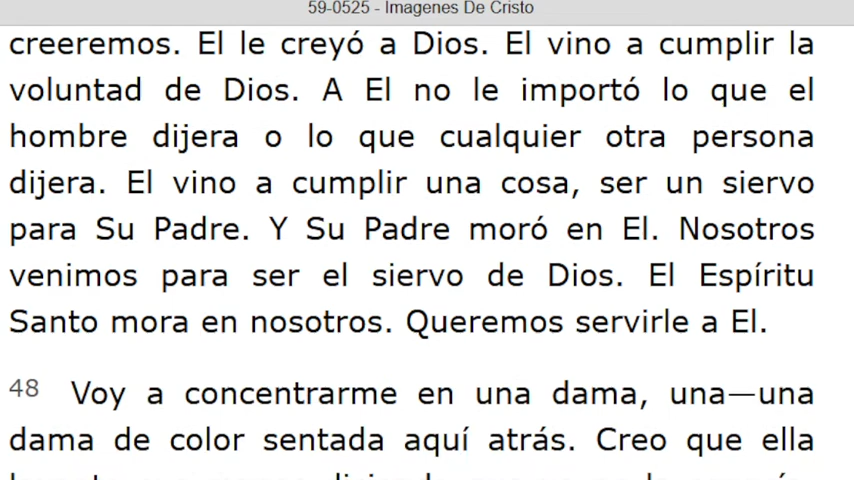 59-0525 - Imagenes De Cristo
creeremos. El le creyó a Dios. El vino a cumplir la
voluntad de Dios. A El no le importó lo que el
hombre dijera o lo que cualquier otra persona
dijera. El vino a cumplir una cosa, ser un siervo
para Su Padre. Y Su Padre moró en El. Nosotros
venimos para ser el siervo de Dios. El Espíritu
Santo mora en nosotros. Queremos servirle a El.
48 Voy a concentrarme en una dama, una—una
dama de color sentada aquí atrás. Creo que ella